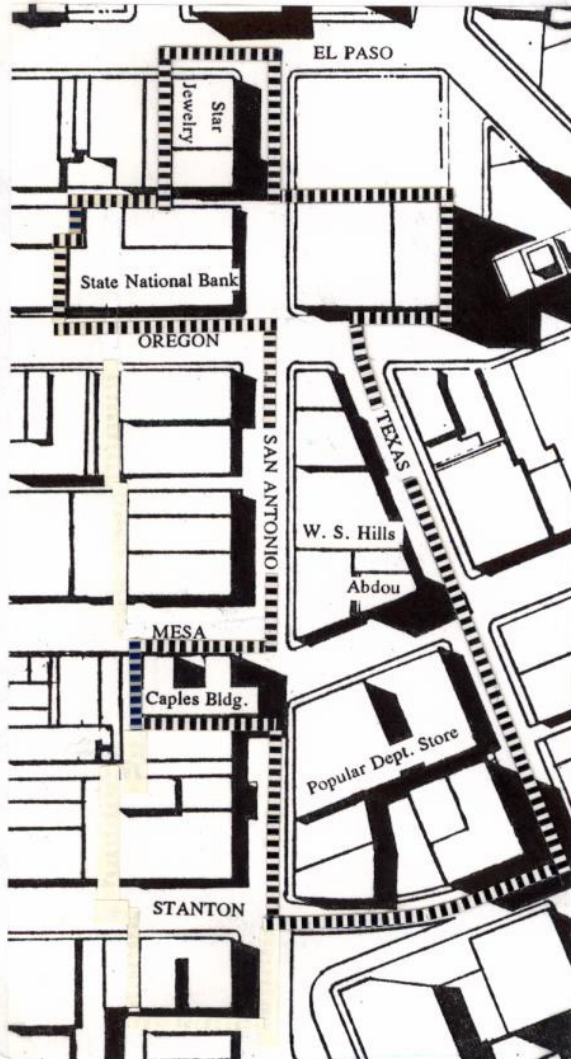 EL PASO
Star
Jewelry
State National Bank
OREGON
TEXAS
SAN ANTONIO
W. S. Hills
Abdou
MESA
Caples Bldg.
Popular Dept. Store
STANTON